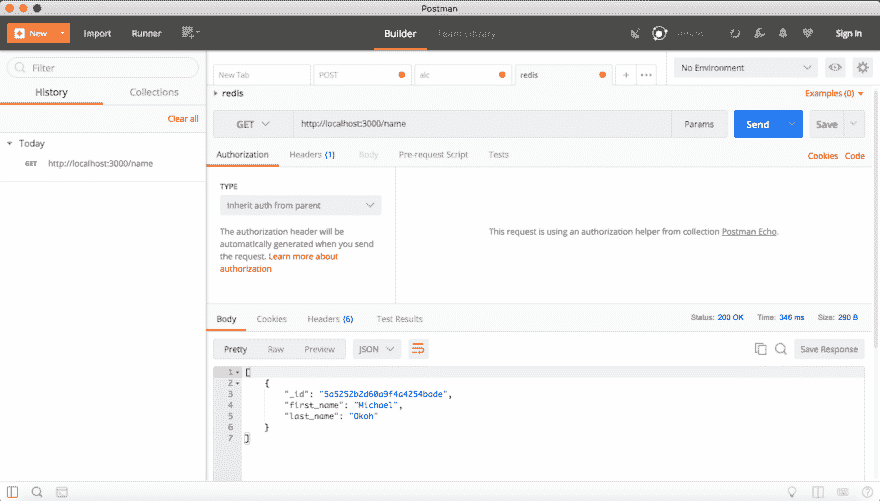 Postman
New Import Runner Builder Team Library Sign In
Filter
History Collections
Clear all
Today
GET http://localhost:3000/name
New Tab POST alc redis + ••• No Environment
redis Examples (0)
GET http://localhost:3000/name Params Send Save
Authorization Headers (1) Body Pre-request Script Tests Cookies Code
TYPE
Inherit auth from parent
The authorization header will be
automatically generated when you send
the request. Learn more about
authorization
This request is using an authorization helper from collection Postman Echo.
Body Cookies Headers (6) Test Results Status: 200 OK Time: 346 ms Size: 290 B
Pretty Raw Preview JSON Save Response
1 [
2 {
3 "_id": "5a5252b2d60a9f4a4254bade",
4 "first_name": "Michael",
5 "last_name": "Okoh"
6 }
7 ]